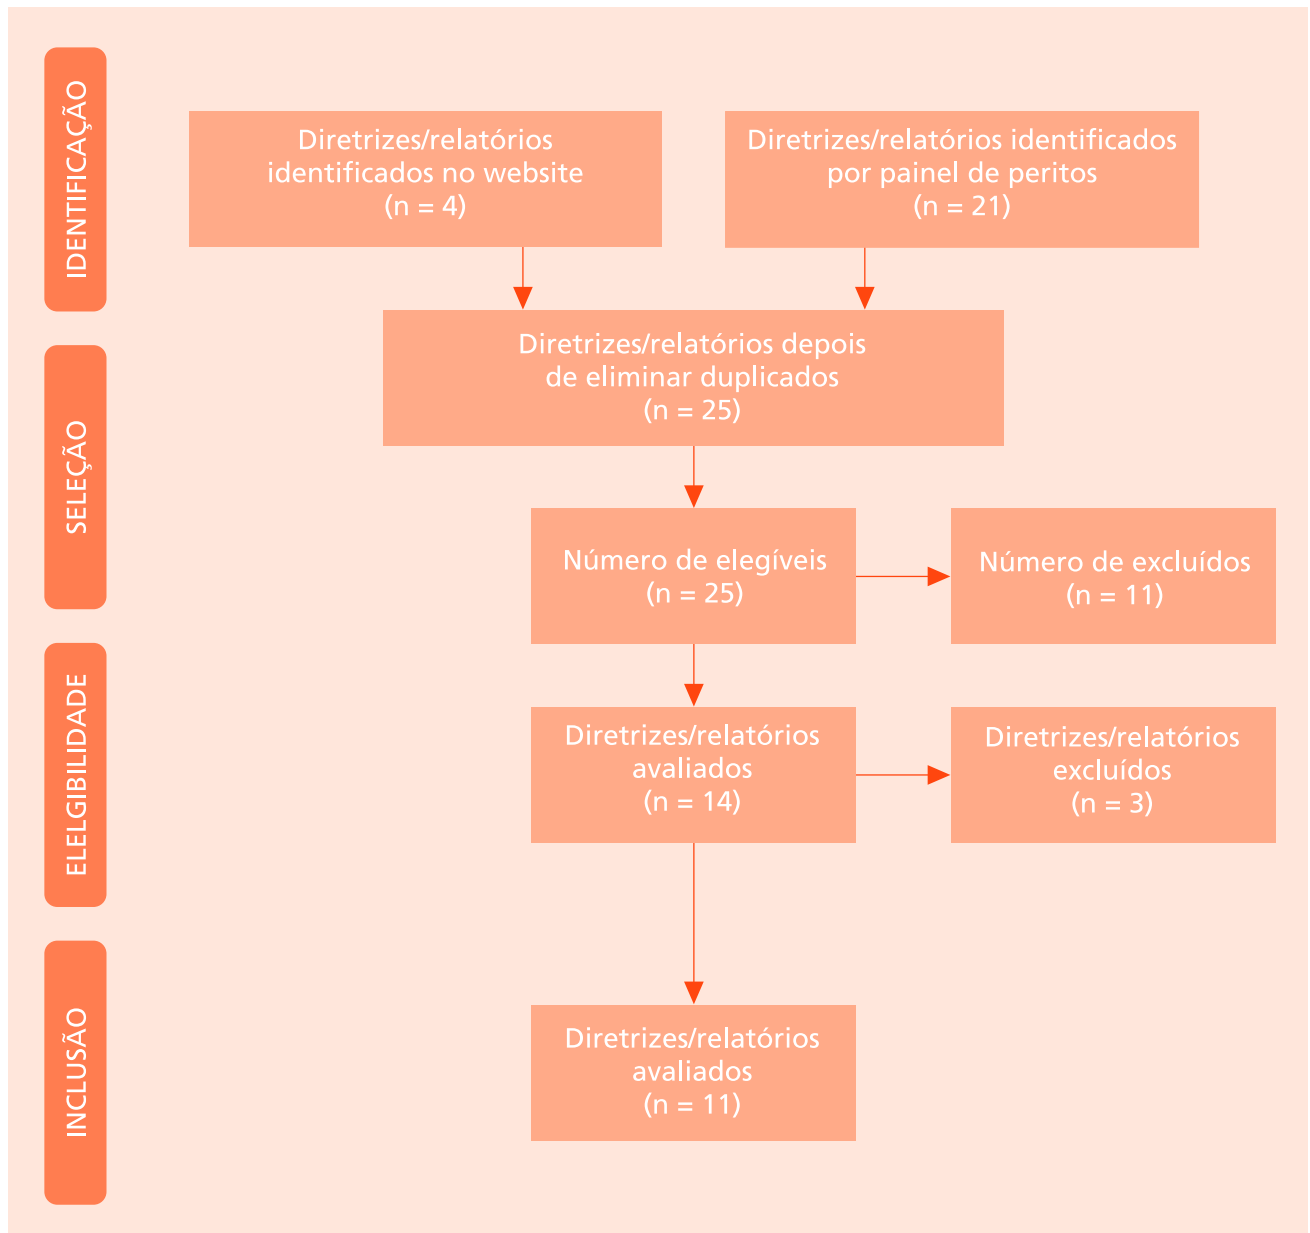 IDENTIFICAÇÃO
Diretrizes/relatórios
identificados no website
(n = 4)
Diretrizes/relatórios identificados
por painel de peritos
(n = 21)
Diretrizes/relatórios depois
de eliminar duplicados
(n = 25)
SELEÇÃO
Número de elegíveis
(n = 25)
Número de excluídos
(n = 11)
ELELGIBILIDADE
Diretrizes/relatórios
avaliados
(n = 14)
Diretrizes/relatórios
excluídos
(n = 3)
INCLUSÃO
Diretrizes/relatórios
avaliados
(n = 11)